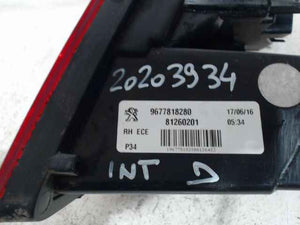 20203934
9677818280 17/06/16
81260201 05:34
RH ECE
P34
INT D